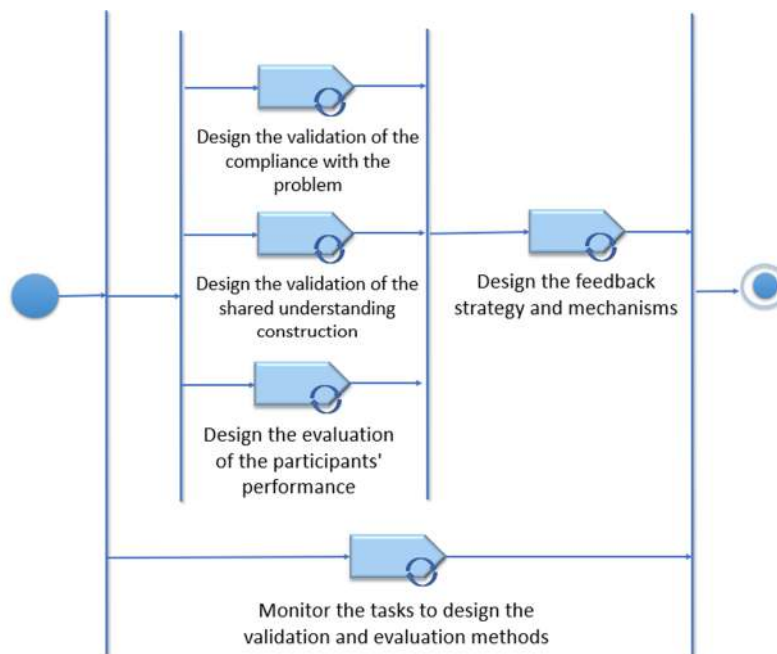 Design the validation of the
compliance with the
problem
Design the validation of the
shared understanding
construction
Design the feedback
strategy and mechanisms
Design the evaluation
of the participants'
performance
Monitor the tasks to design the
validation and evaluation methods